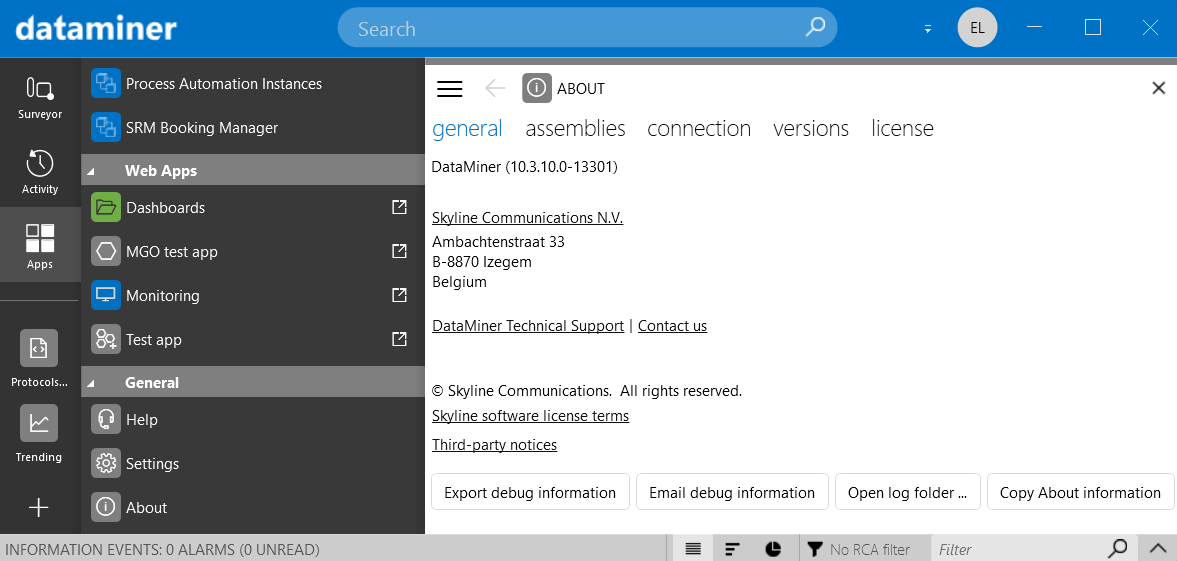 dataminer
Search
EL
Surveyor
Activity
Apps
Protocols...
Trending
Process Automation Instances
SRM Booking Manager
Web Apps
Dashboards
MGO test app
Monitoring
Test app
General
Help
Settings
About
ABOUT
general assemblies connection versions license
DataMiner (10.3.10.0-13301)
Skyline Communications N.V.
Ambachtenstraat 33
B-8870 Izegem
Belgium
DataMiner Technical Support | Contact us
© Skyline Communications. All rights reserved.
Skyline software license terms
Third-party notices
Export debug information Email debug information Open log folder ... Copy About information
INFORMATION EVENTS: 0 ALARMS (0 UNREAD) No RCA filter Filter